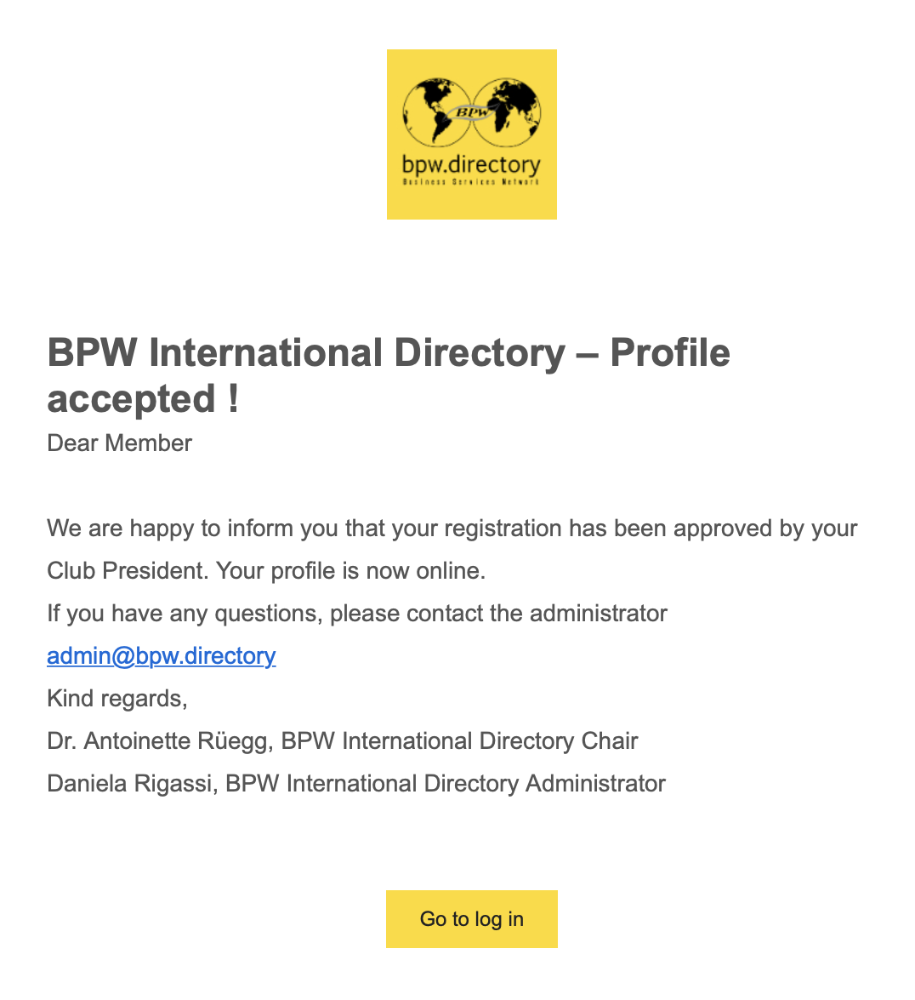 BPW
bpw.directory
Business Services Network
BPW International Directory – Profile
accepted !
Dear Member
We are happy to inform you that your registration has been approved by your
Club President. Your profile is now online.
If you have any questions, please contact the administrator
admin@bpw.directory
Kind regards,
Dr. Antoinette Rüegg, BPW International Directory Chair
Daniela Rigassi, BPW International Directory Administrator
Go to log in